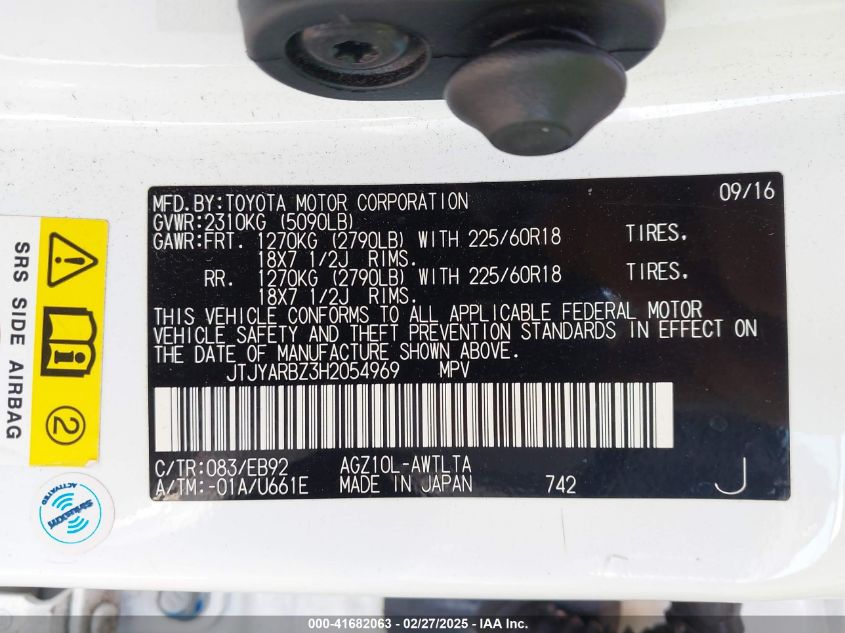 MFD.BY:TOYOTA MOTOR CORPORATION 09/16
GVWR:2310KG (5090LB)
GAWR:FRT. 1270KG (2790LB) WITH 225/60R18 TIRES.
18X7 1/2J RIMS.
RR. 1270KG (2790LB) WITH 225/60R18 TIRES.
18X7 1/2J RIMS.
THIS VEHICLE CONFORMS TO ALL APPLICABLE FEDERAL MOTOR
VEHICLE SAFETY AND THEFT PREVENTION STANDARDS IN EFFECT ON
THE DATE OF MANUFACTURE SHOWN ABOVE.
JTJYARBZ3H2054969 MPV
C/TR:083/EB92 AGZ10L-AWTLTA
A/TM:-01A/U661E MADE IN JAPAN 742 J
SRS SIDE AIRBAG
2
ACTIVATED
SiriusXM
000-41682063 - 02/27/2025 - IAA Inc.